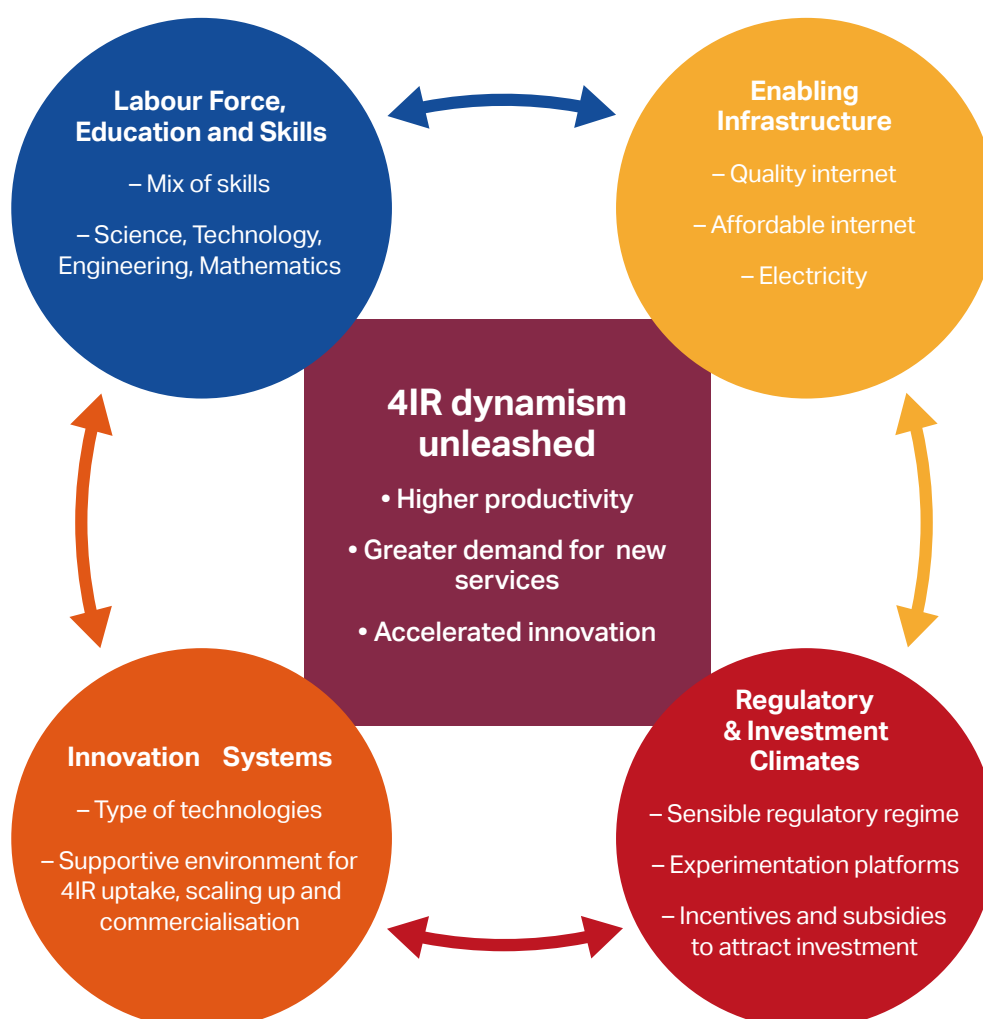 Labour Force,
Education and Skills
– Mix of skills
– Science, Technology,
Engineering, Mathematics
Enabling
Infrastructure
– Quality internet
– Affordable internet
– Electricity
4IR dynamism
unleashed
• Higher productivity
• Greater demand for new
services
• Accelerated innovation
Innovation Systems
– Type of technologies
– Supportive environment for
4IR uptake, scaling up and
commercialisation
Regulatory
& Investment
Climates
– Sensible regulatory regime
– Experimentation platforms
– Incentives and subsidies
to attract investment